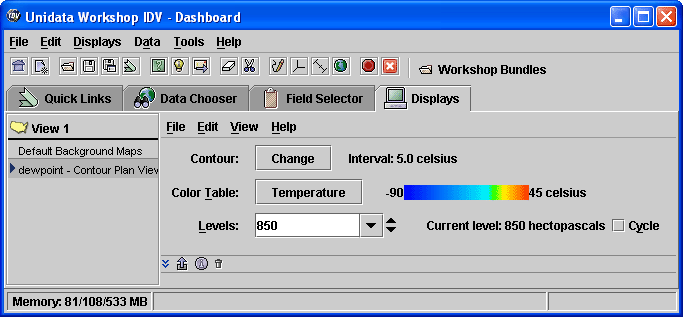 IDV Unidata Workshop IDV - Dashboard
File Edit Displays Data Tools Help
Workshop Bundles
Quick Links Data Chooser Field Selector Displays
View 1
Default Background Maps
dewpoint - Contour Plan View
File Edit View Help
Contour: Change Interval: 5.0 celsius
Color Table: Temperature -90 45 celsius
Levels: 850 Current level: 850 hectopascals Cycle
Memory: 81/108/533 MB